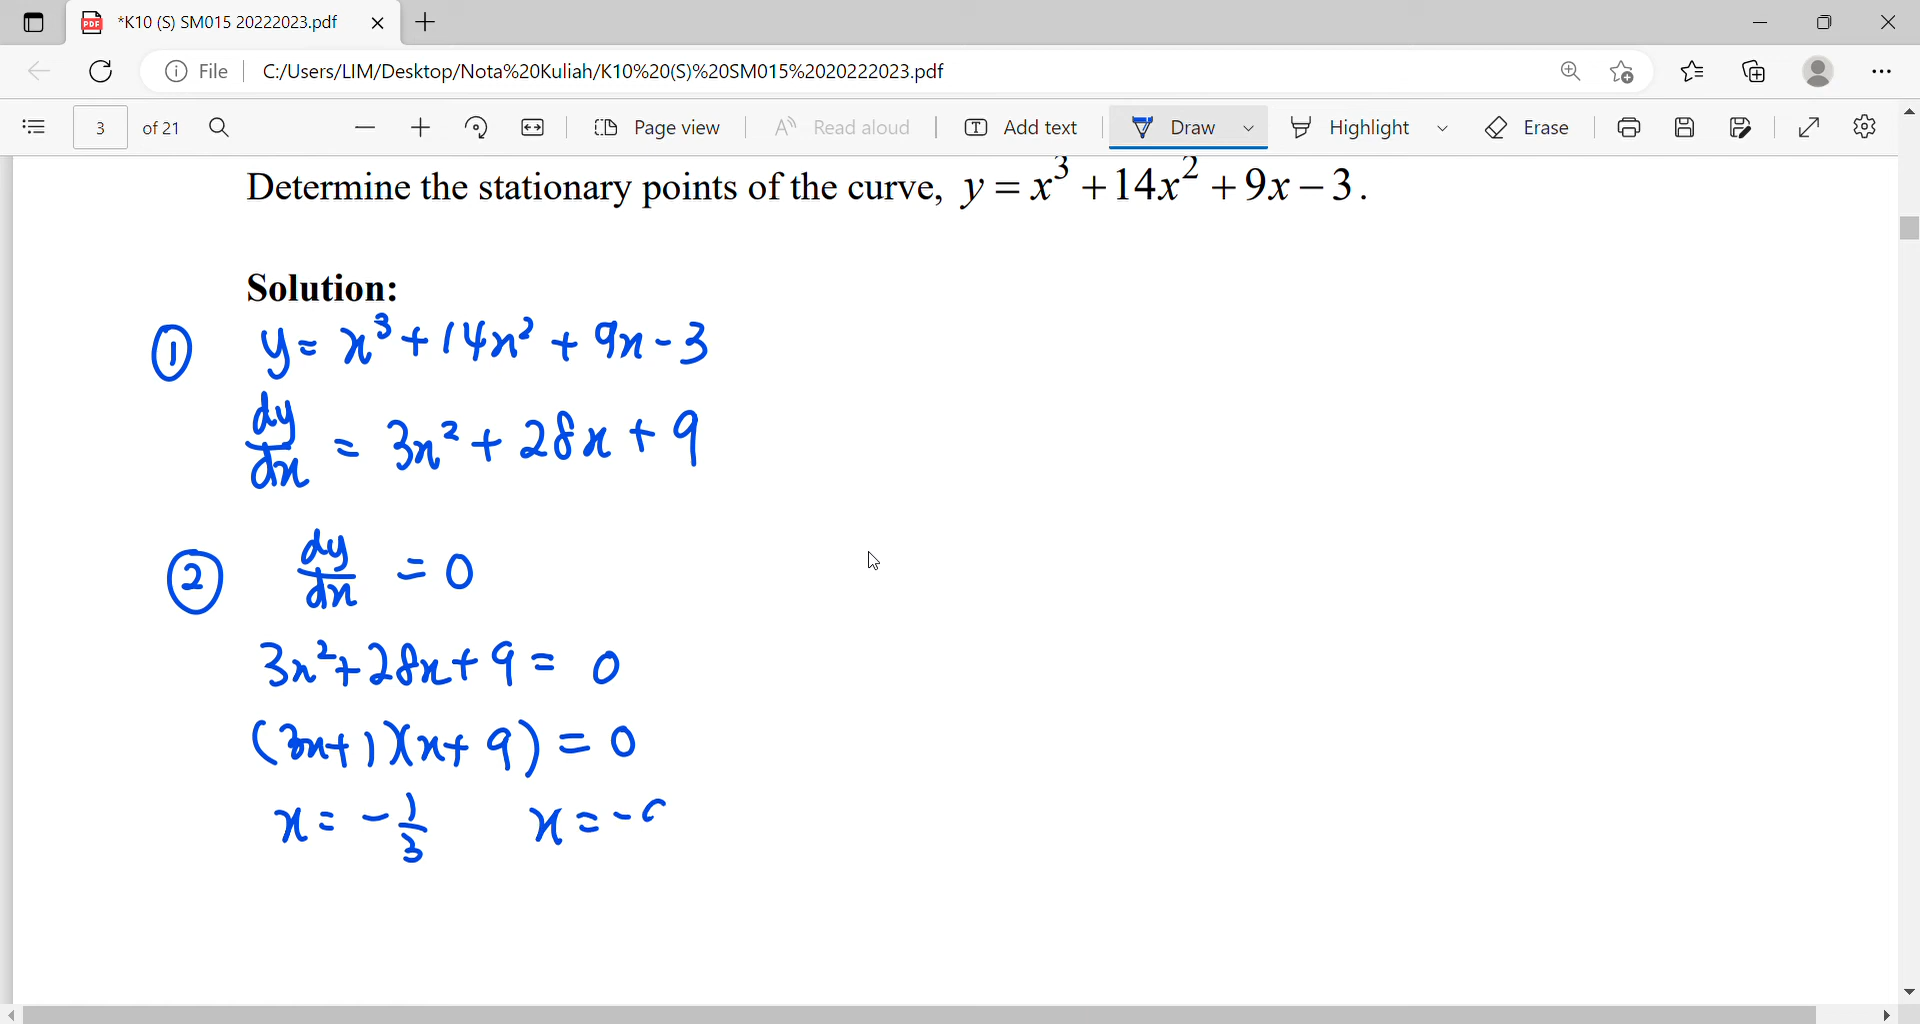 *K10 (S) SM015 20222023.pdf
File C:/Users/LIM/Desktop/Nota%20Kuliah/K10%20(S)%20SM015%2020222023.pdf
3 of 21 Page view Read aloud Add text Draw Highlight Erase
Determine the stationary points of the curve, y = x³ + 14x² + 9x − 3.
Solution:
① y = x³ + 14x² + 9x - 3
dy/dx = 3x² + 28x + 9
② dy/dx = 0
3x² + 28x + 9 = 0
(3x + 1)(x + 9) = 0
x = -1/3 x = -